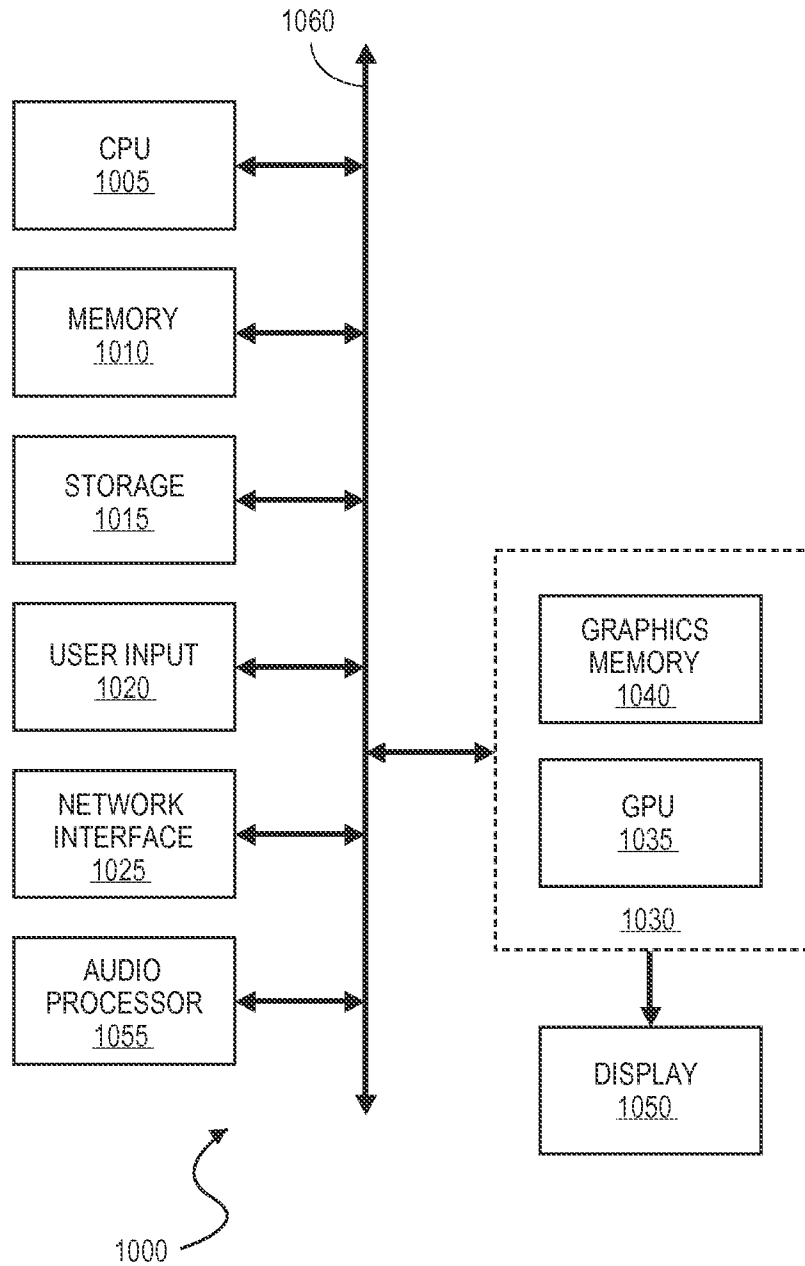 1060
CPU
1005
MEMORY
1010
STORAGE
1015
USER INPUT
1020
NETWORK
INTERFACE
1025
AUDIO
PROCESSOR
1055
GRAPHICS
MEMORY
1040
GPU
1035
1030
DISPLAY
1050
1000